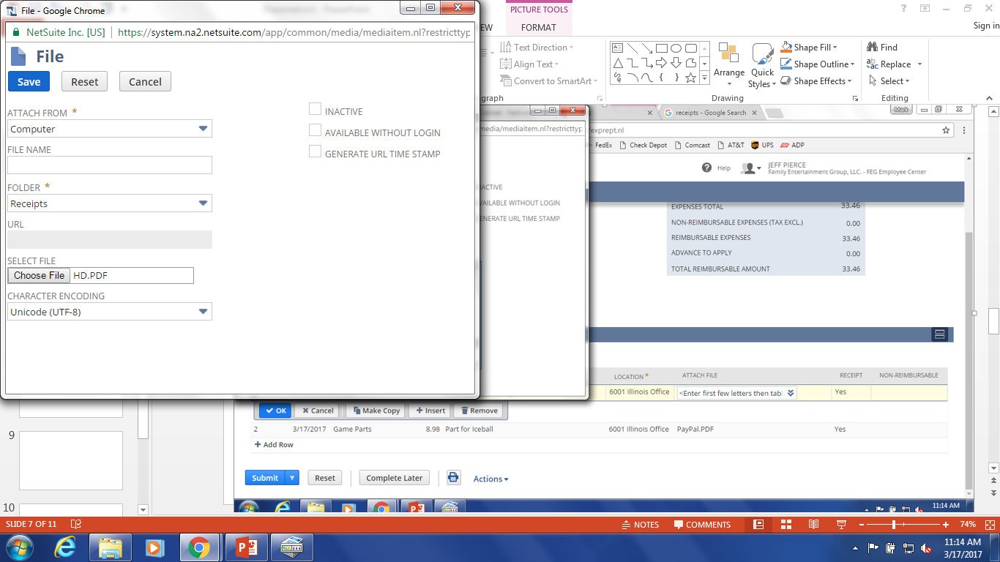 File - Google Chrome
NetSuite Inc. [US] https://system.na2.netsuite.com/app/common/media/mediaitem.nl?restricttyp
File
Save Reset Cancel
ATTACH FROM *
Computer
FILE NAME
FOLDER *
Receipts
URL
SELECT FILE
Choose File HD.PDF
CHARACTER ENCODING
Unicode (UTF-8)
INACTIVE
AVAILABLE WITHOUT LOGIN
GENERATE URL TIME STAMP
PICTURE TOOLS
EW FORMAT
Sign in
Text Direction
Align Text
Convert to SmartArt
graph
Arrange
Quick Styles
Shape Fill
Shape Outline
Shape Effects
Drawing
Find
Replace
Select
Editing
receipts - Google Search
Mark
media/mediaitem.nl?restricttyp
exprept.nl
FedEx Check Depot Comcast AT&T UPS ADP
Help
JEFF PIERCE
Family Entertainment Group, LLC. - FEG Employee Center
ACTIVE
VAILABLE WITHOUT LOGIN
ENERATE URL TIME STAMP
EXPENSES TOTAL 33.46
NON-REIMBURSABLE EXPENSES (TAX EXCL.) 0.00
REIMBURSABLE EXPENSES 33.46
ADVANCE TO APPLY 0.00
TOTAL REIMBURSABLE AMOUNT 33.46
LOCATION * ATTACH FILE RECEIPT NON-REIMBURSABLE
6001 Illinois Office <Enter first few letters then tab> Yes
OK Cancel Make Copy Insert Remove
2 3/17/2017 Game Parts 8.98 Part for Iceball 6001 Illinois Office PayPal.PDF Yes
Add Row
Submit Reset Complete Later Actions
11:14 AM
9
10
SLIDE 7 OF 11
NOTES COMMENTS 74%
11:14 AM
3/17/2017